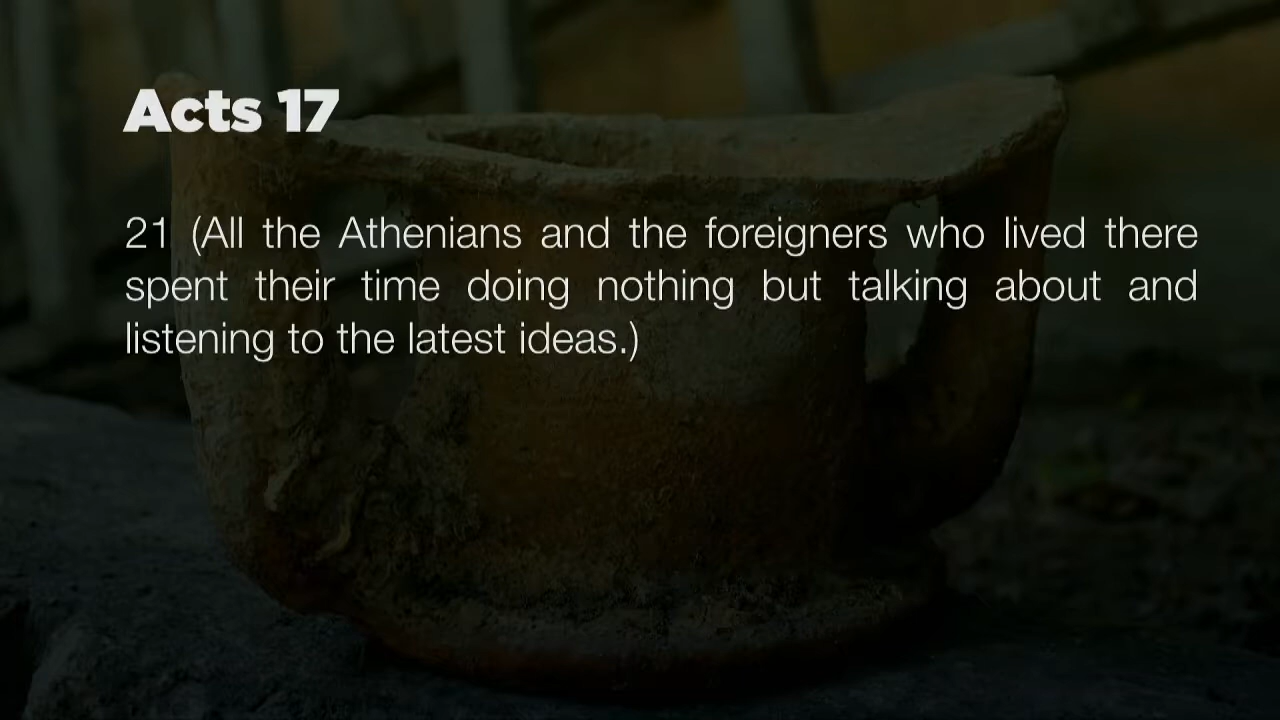 Acts 17
21 (All the Athenians and the foreigners who lived there
spent their time doing nothing but talking about and
listening to the latest ideas.)